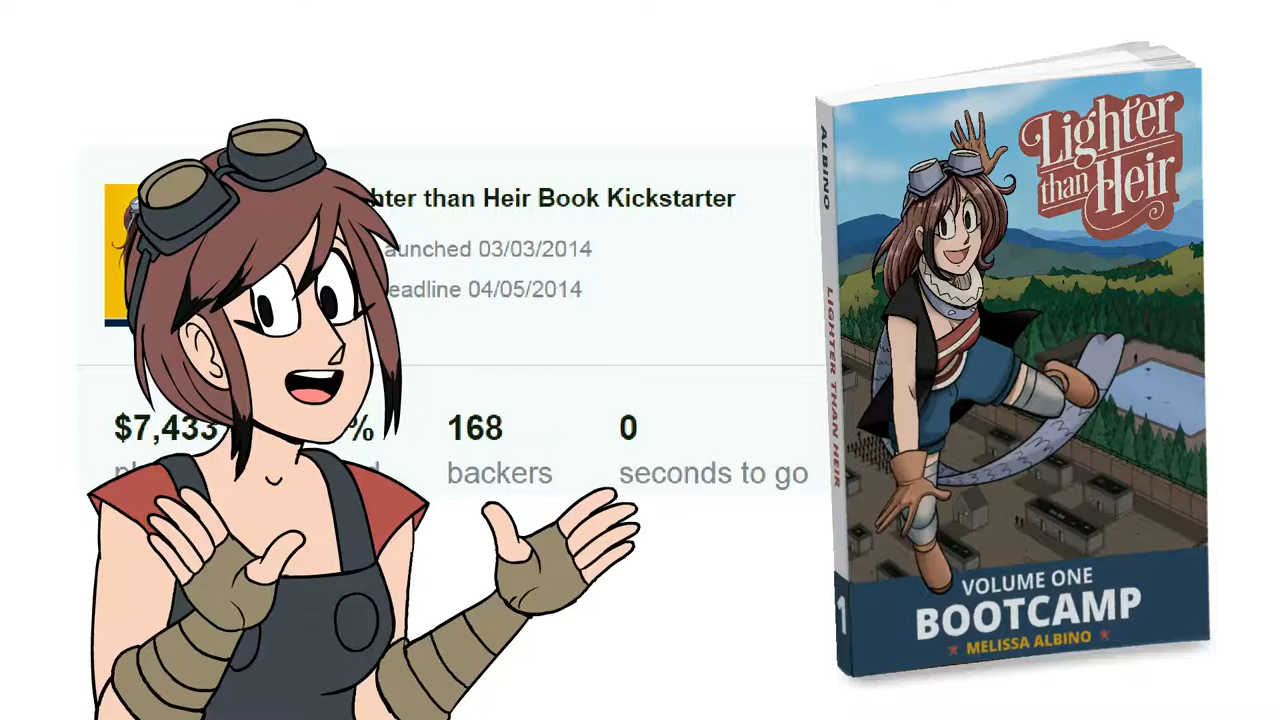 hter than Heir Book Kickstarter
aunched 03/03/2014
eadline 04/05/2014
$7,433
%
168
0
backers
seconds to go
ALBINO
LIGHTER THAN HEIR
1
Lighter
than Heir
VOLUME ONE
BOOTCAMP
MELISSA ALBINO